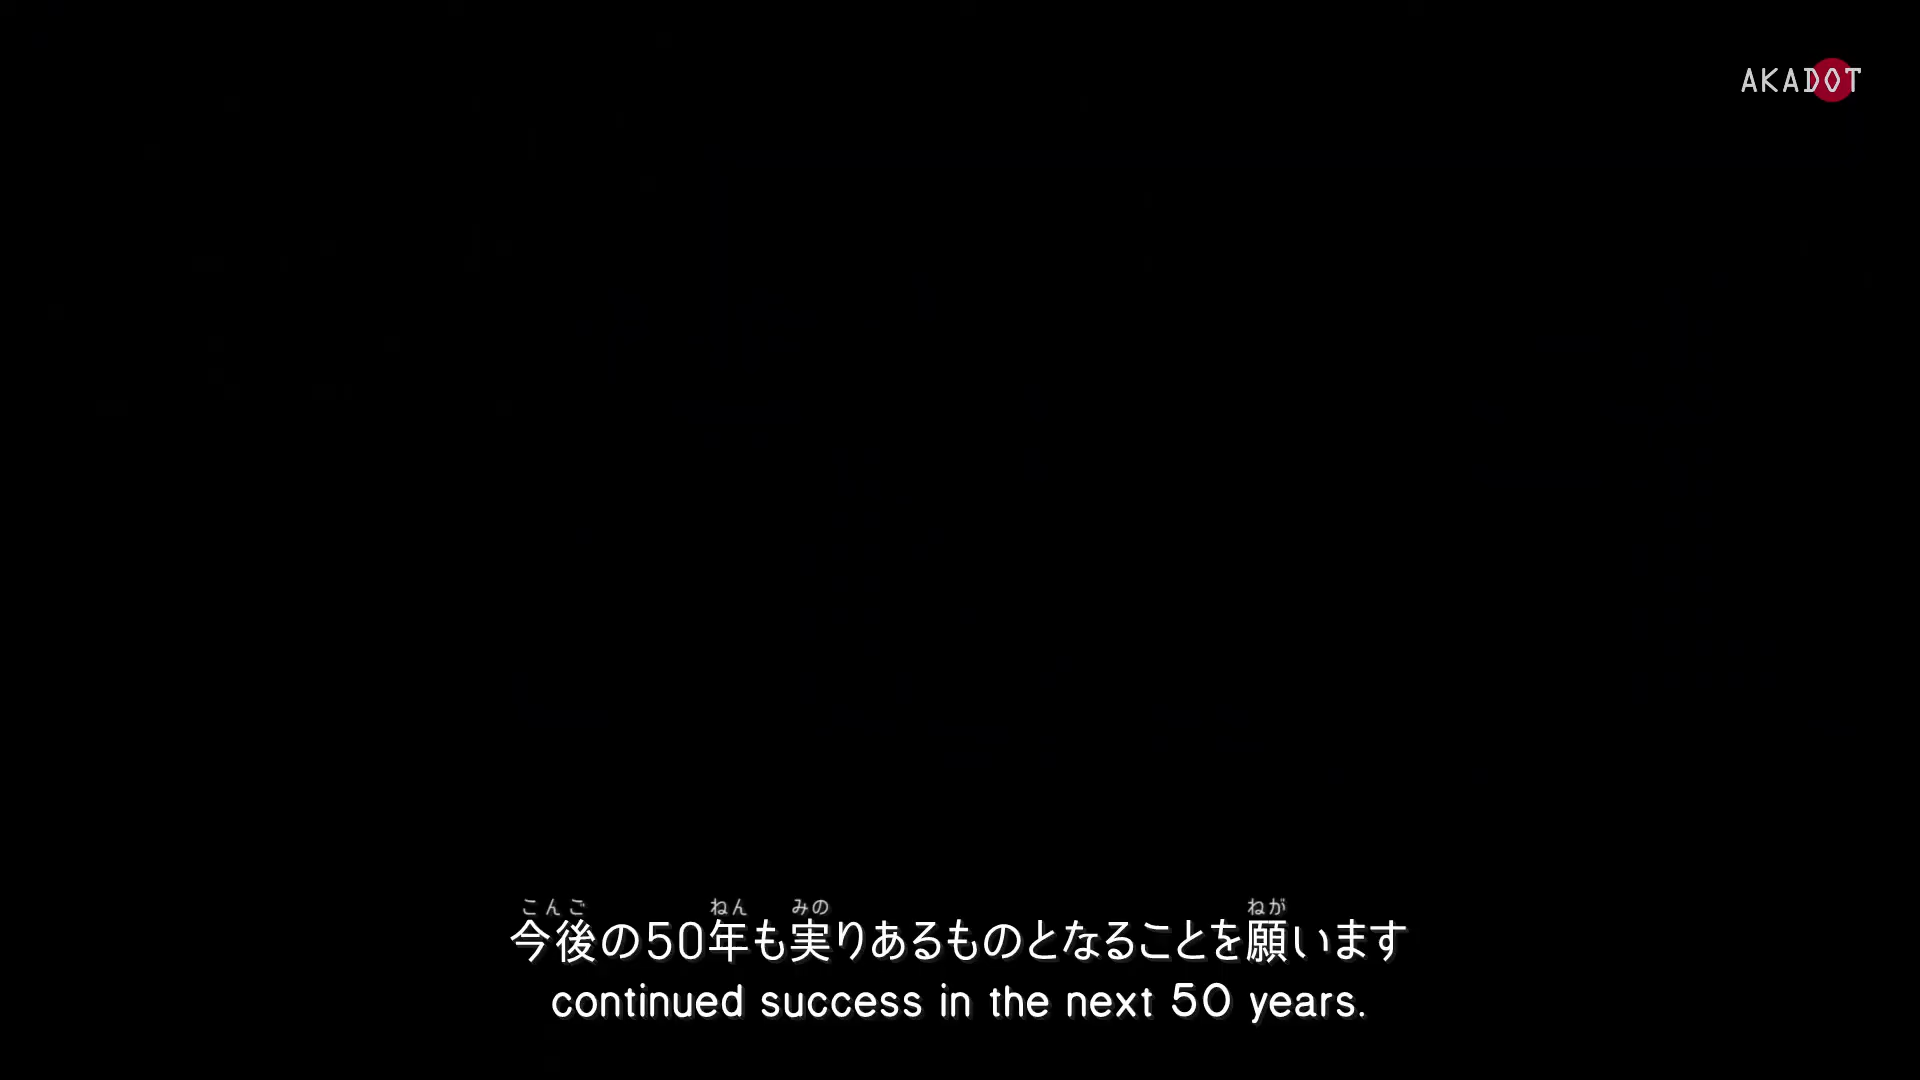 AKADOT
こんご ねん みの ねが
今後の50年も実りあるものとなることを願います
continued success in the next 50 years.